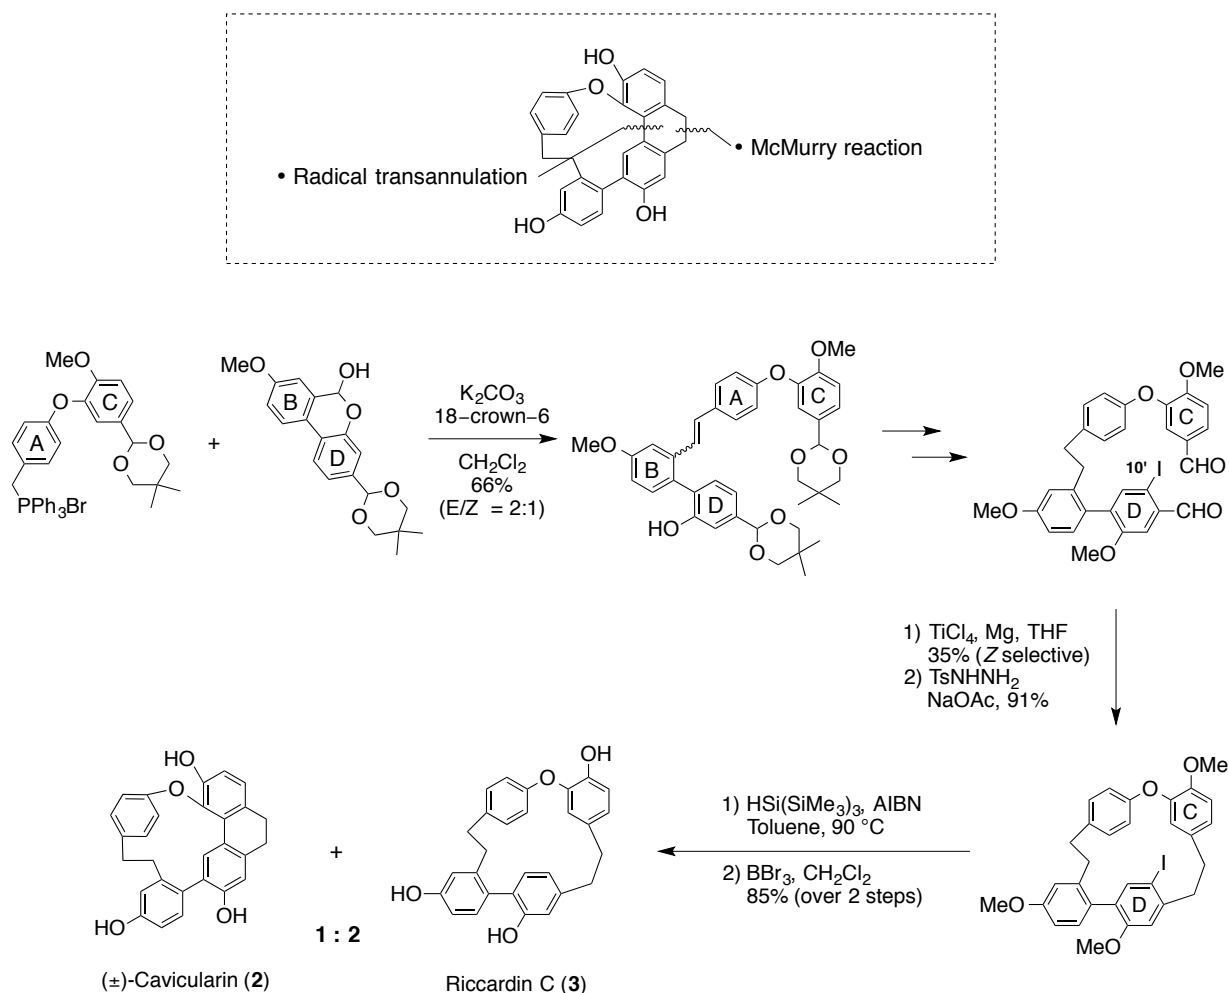 HO
O
• McMurry reaction
• Radical transannulation
OH
HO
MeO
C
O
A
O
O
PPh₃Br
+
MeO
OH
B
O
D
O
O
K₂CO₃
18–crown–6
CH₂Cl₂
66%
(E/Z = 2:1)
OMe
O
A
C
MeO
B
O
O
D
HO
O
O
OMe
O
C
10'
I
CHO
MeO
D
CHO
MeO
1) TiCl₄, Mg, THF
35% (Z selective)
2) TsNHNH₂
NaOAc, 91%
HO
O
HO
OH
(±)-Cavicularin (2)
+
1 : 2
OH
O
HO
HO
Riccardin C (3)
1) HSi(SiMe₃)₃, AIBN
Toluene, 90 °C
2) BBr₃, CH₂Cl₂
85% (over 2 steps)
OMe
O
C
I
MeO
D
MeO